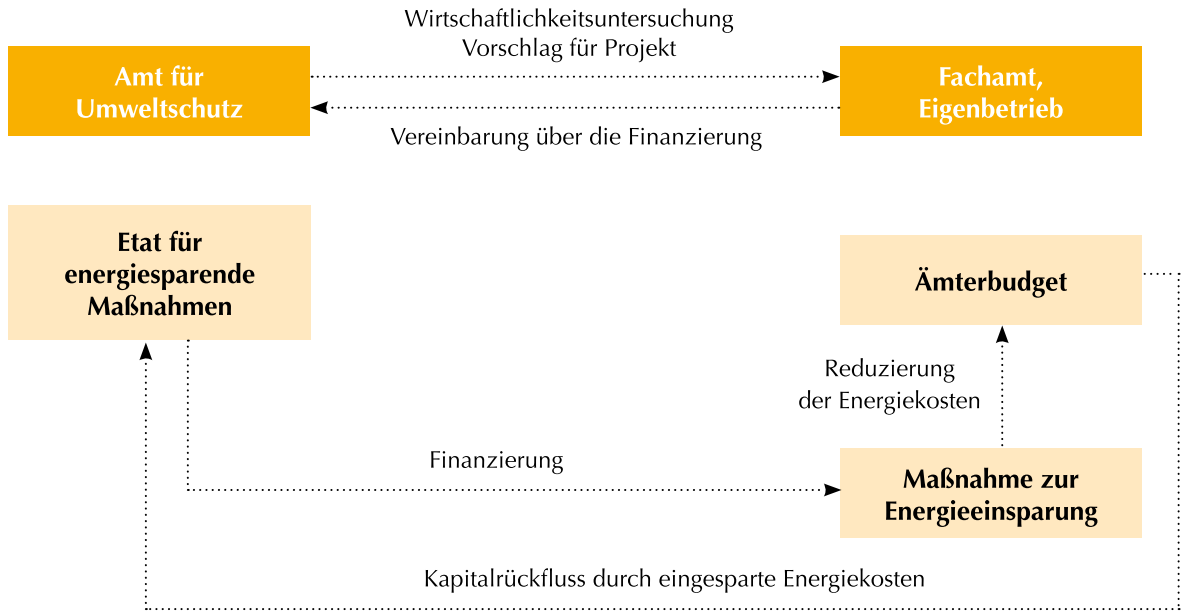 Wirtschaftlichkeitsuntersuchung
Vorschlag für Projekt
Amt für
Umweltschutz
Fachamt,
Eigenbetrieb
Vereinbarung über die Finanzierung
Etat für
energiesparende
Maßnahmen
Ämterbudget
Reduzierung
der Energiekosten
Finanzierung
Maßnahme zur
Energieeinsparung
Kapitalrückfluss durch eingesparte Energiekosten